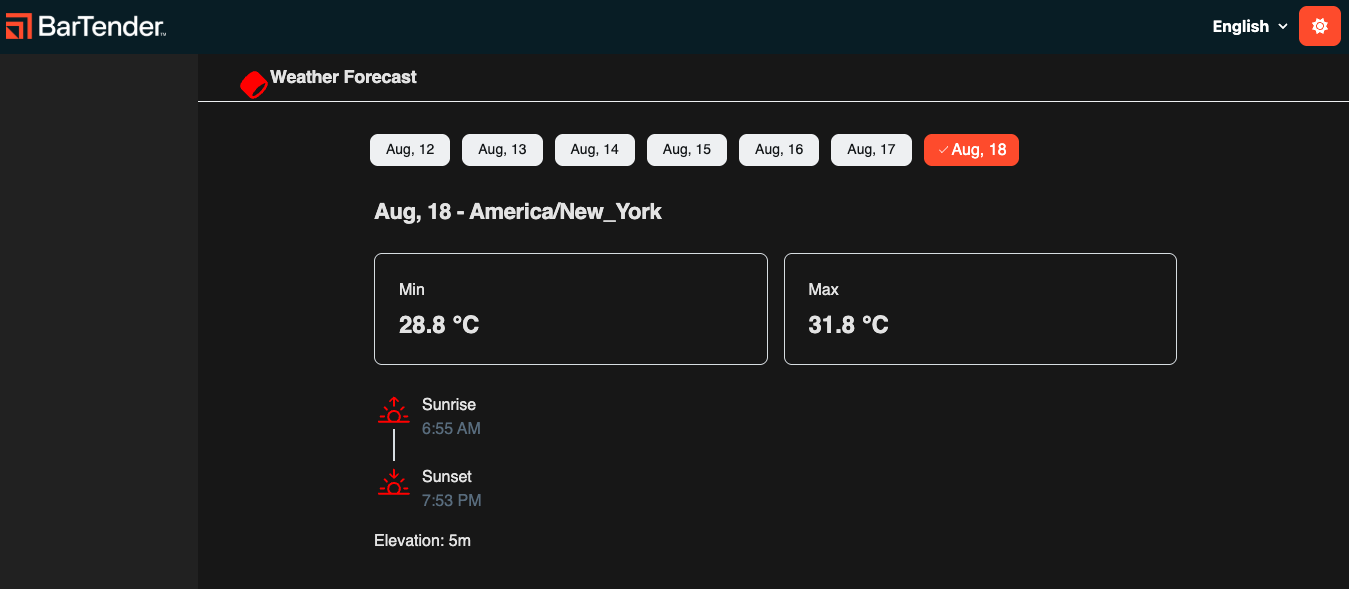 BarTender™
English
Weather Forecast
Aug, 12
Aug, 13
Aug, 14
Aug, 15
Aug, 16
Aug, 17
Aug, 18
Aug, 18 - America/New_York
Min
28.8 °C
Max
31.8 °C
Sunrise
6:55 AM
Sunset
7:53 PM
Elevation: 5m